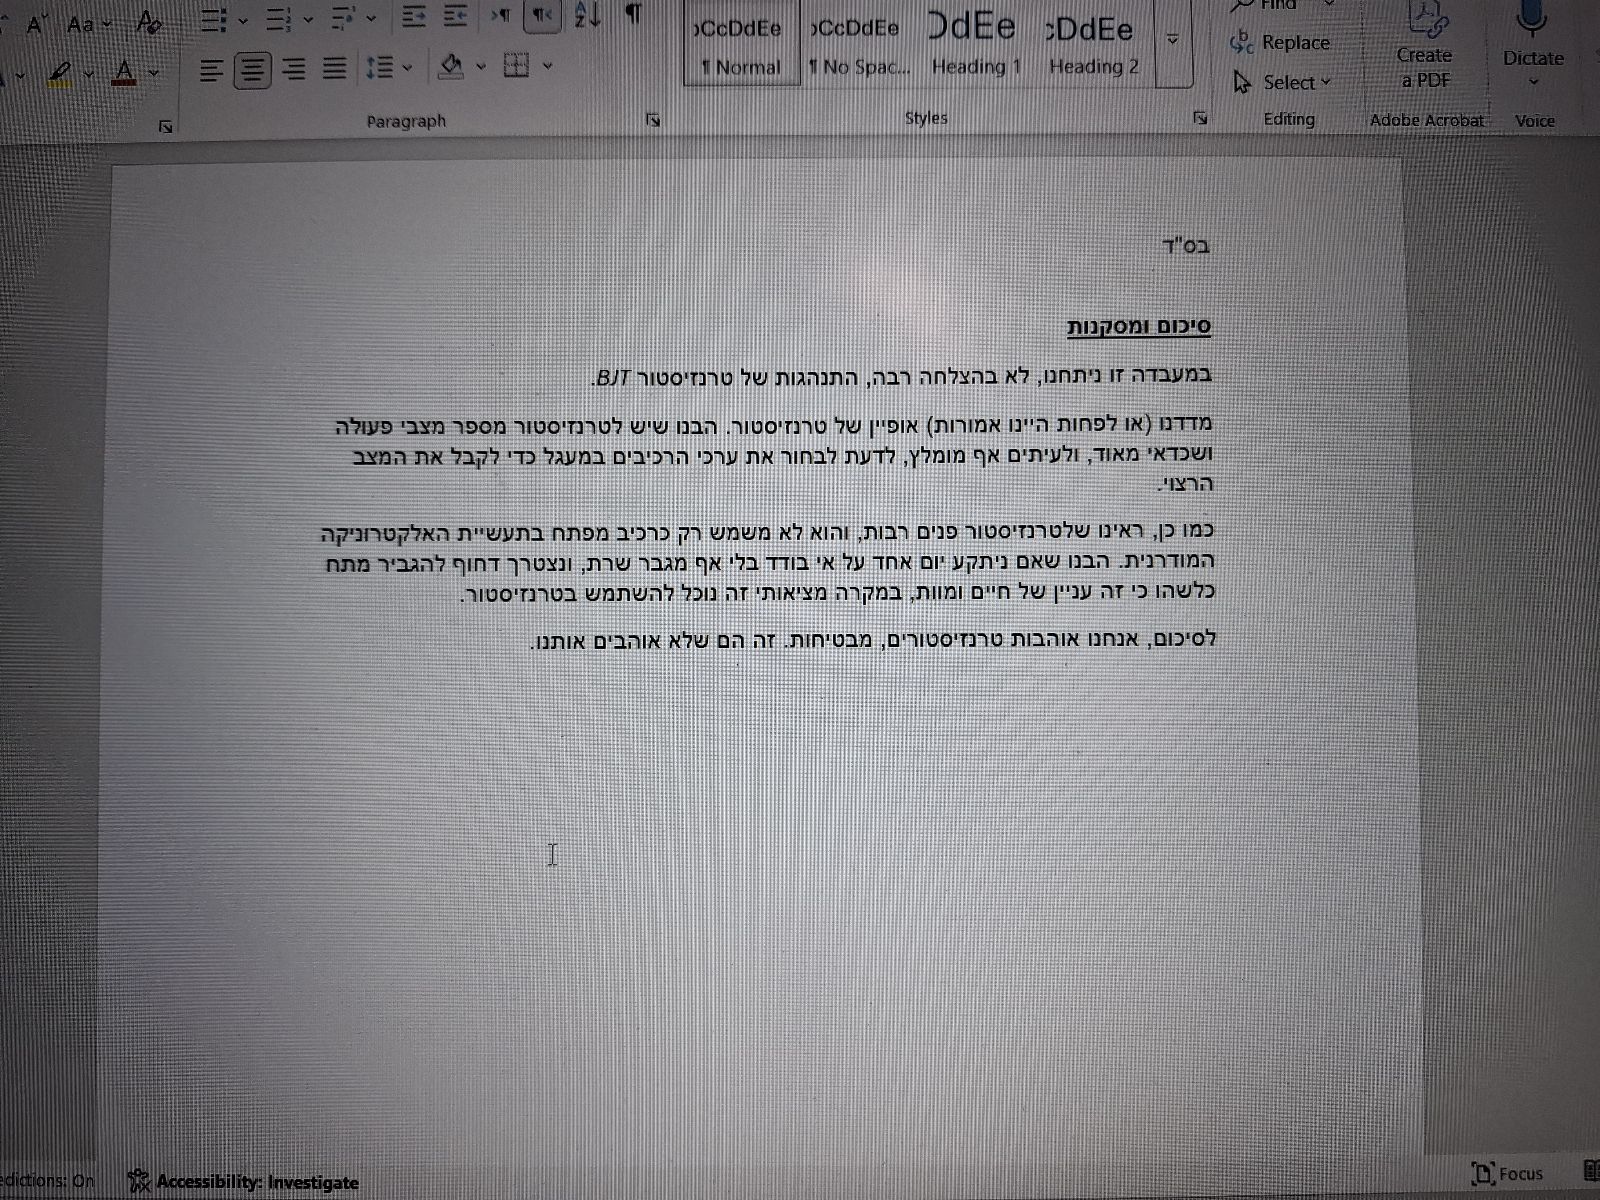 Aa
Find
Replace
Select
Editing
Create
a PDF
Adobe Acrobat
Dictate
Voice
Paragraph
CcDdEe
¶ Normal
CcDdEe
¶ No Spac...
DdEe
Heading 1
DdEe
Heading 2
Styles
בס"ד
סיכום ומסקנות
במעבדה זו ניתחנו, לא בהצלחה רבה, התנהגות של טרנזיסטור BJT.
מדדנו (או לפחות היינו אמורות) אופיין של טרנזיסטור. הבנו שיש לטרנזיסטור מספר מצבי פעולה
ושכדאי מאוד, ולעיתים אף מומלץ, לדעת לבחור את ערכי הרכיבים במעגל כדי לקבל את המצב
הרצוי.
כמו כן, ראינו שלטרנזיסטור פנים רבות, והוא לא משמש רק כרכיב מפתח בתעשיית האלקטרוניקה
המודרנית. הבנו שאם ניתקע יום אחד על אי בודד בלי אף מגבר שרת, ונצטרך דחוף להגביר מתח
כלשהו כי זה עניין של חיים ומוות, במקרה מציאותי זה נוכל להשתמש בטרנזיסטור.
לסיכום, אנחנו אוהבות טרנזיסטורים, מבטיחות. זה הם שלא אוהבים אותנו.
edictions: On
Accessibility: Investigate
Focus